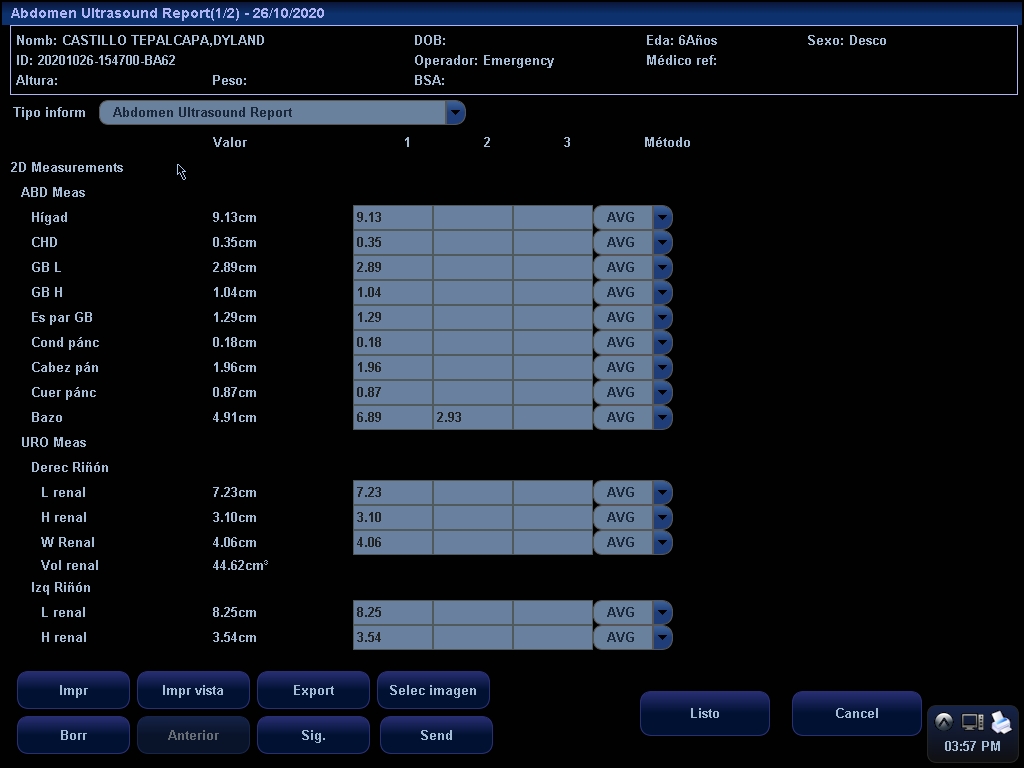 Abdomen Ultrasound Report(1/2) - 26/10/2020
Nomb: CASTILLO TEPALCAPA,DYLAND DOB: Eda: 6Años Sexo: Desco
ID: 20201026-154700-BA62 Operador: Emergency Médico ref:
Altura: Peso: BSA:
Tipo inform Abdomen Ultrasound Report
Valor 1 2 3 Método
2D Measurements
ABD Meas
Hígad 9.13cm 9.13 AVG
CHD 0.35cm 0.35 AVG
GB L 2.89cm 2.89 AVG
GB H 1.04cm 1.04 AVG
Es par GB 1.29cm 1.29 AVG
Cond pánc 0.18cm 0.18 AVG
Cabez pán 1.96cm 1.96 AVG
Cuer pánc 0.87cm 0.87 AVG
Bazo 4.91cm 6.89 2.93 AVG
URO Meas
Derec Riñón
L renal 7.23cm 7.23 AVG
H renal 3.10cm 3.10 AVG
W Renal 4.06cm 4.06 AVG
Vol renal 44.62cm³
Izq Riñón
L renal 8.25cm 8.25 AVG
H renal 3.54cm 3.54 AVG
Impr Impr vista Export Selec imagen
Listo Cancel
Borr Anterior Sig. Send
03:57 PM